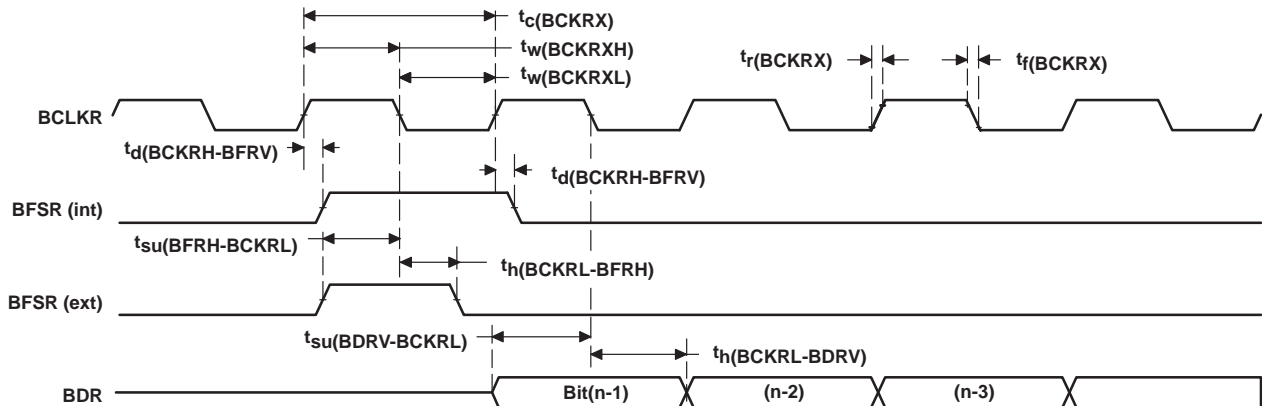 tc(BCKRX)
tw(BCKRXH)
tr(BCKRX)
tf(BCKRX)
tw(BCKRXL)
BCLKR
td(BCKRH-BFRV)
td(BCKRH-BFRV)
BFSR (int)
tsu(BFRH-BCKRL)
th(BCKRL-BFRH)
BFSR (ext)
tsu(BDRV-BCKRL)
th(BCKRL-BDRV)
BDR
Bit(n-1)
(n-2)
(n-3)